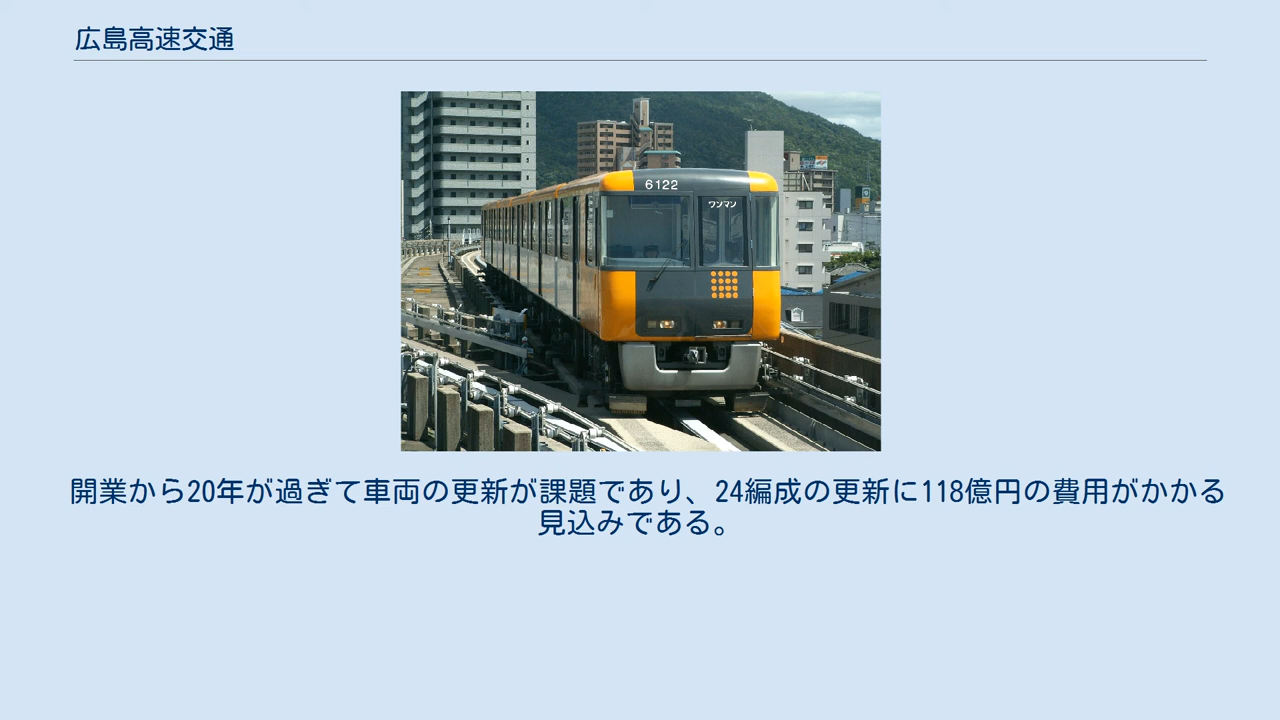 広島高速交通
6122
ワンマン
開業から20年が過ぎて車両の更新が課題であり、24編成の更新に118億円の費用がかかる
見込みである。